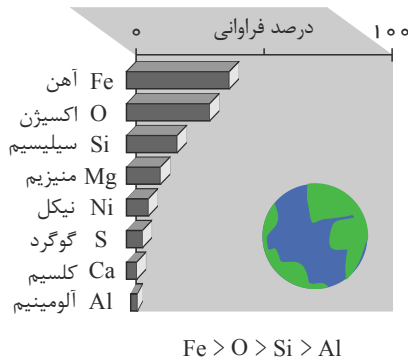 درصد فراوانی
۰ ۱۰۰
آهن Fe
اکسیژن O
سیلیسیم Si
منیزیم Mg
نیکل Ni
گوگرد S
کلسیم Ca
آلومینیم Al
Fe > O > Si > Al